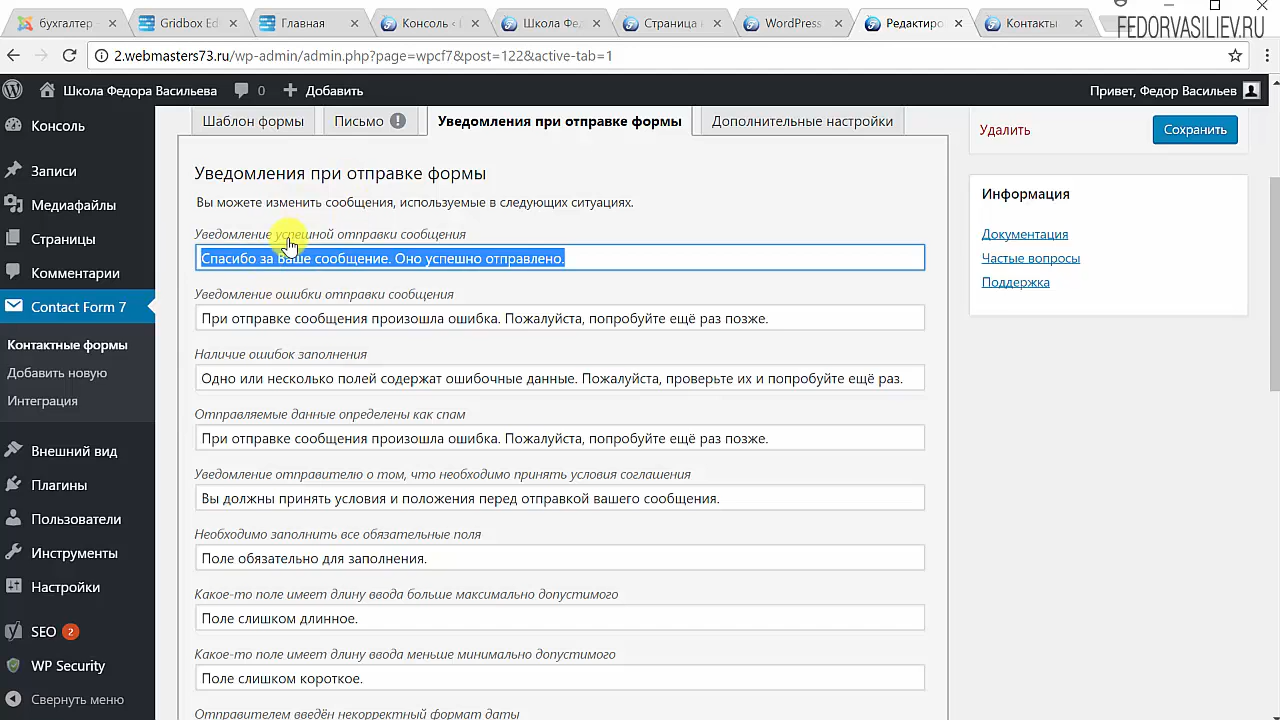 бухгалтер
Gridbox Ed
Главная
Консоль ‹
Школа Фе
Страница
WordPress
Редактиро
Контакты
FEDORVASILIEV.RU
2.webmasters73.ru/wp-admin/admin.php?page=wpcf7&post=122&active-tab=1
Школа Федора Васильева 0 Добавить Привет, Федор Васильев
Консоль
Записи
Медиафайлы
Страницы
Комментарии
Contact Form 7
Контактные формы
Добавить новую
Интеграция
Внешний вид
Плагины
Пользователи
Инструменты
Настройки
SEO 2
WP Security
Свернуть меню
Шаблон формы Письмо Уведомления при отправке формы Дополнительные настройки
Уведомления при отправке формы
Вы можете изменить сообщения, используемые в следующих ситуациях.
Уведомление успешной отправки сообщения
Спасибо за Ваше сообщение. Оно успешно отправлено.
Уведомление ошибки отправки сообщения
При отправке сообщения произошла ошибка. Пожалуйста, попробуйте ещё раз позже.
Наличие ошибок заполнения
Одно или несколько полей содержат ошибочные данные. Пожалуйста, проверьте их и попробуйте ещё раз.
Отправляемые данные определены как спам
При отправке сообщения произошла ошибка. Пожалуйста, попробуйте ещё раз позже.
Уведомление отправителю о том, что необходимо принять условия соглашения
Вы должны принять условия и положения перед отправкой вашего сообщения.
Необходимо заполнить все обязательные поля
Поле обязательно для заполнения.
Какое-то поле имеет длину ввода больше максимально допустимого
Поле слишком длинное.
Какое-то поле имеет длину ввода меньше минимально допустимого
Поле слишком короткое.
Отправителем введён некорректный формат даты
Удалить Сохранить
Информация
Документация
Частые вопросы
Поддержка